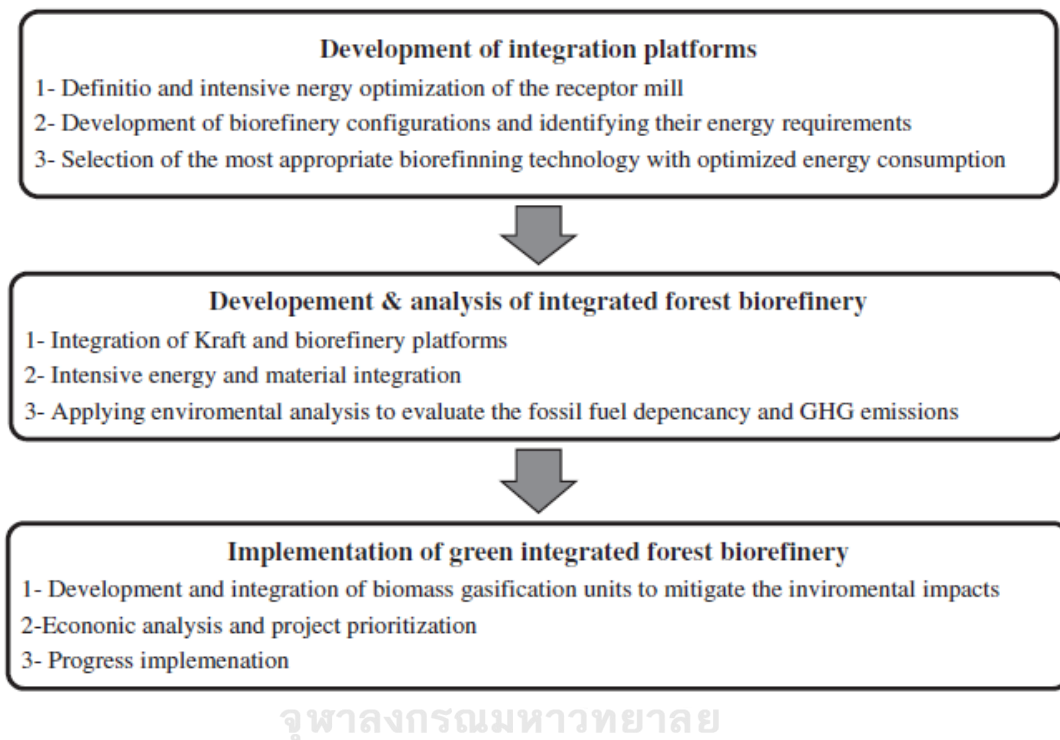 Development of integration platforms
1- Definitio and intensive nergy optimization of the receptor mill
2- Development of biorefinery configurations and identifying their energy requirements
3- Selection of the most appropriate biorefinning technology with optimized energy consumption
Developement & analysis of integrated forest biorefinery
1- Integration of Kraft and biorefinery platforms
2- Intensive energy and material integration
3- Applying enviromental analysis to evaluate the fossil fuel depencancy and GHG emissions
Implementation of green integrated forest biorefinery
1- Development and integration of biomass gasification units to mitigate the inviromental impacts
2-Econonic analysis and project prioritization
3- Progress implemenation
จุฬาลงกรณมหาวทยาลย